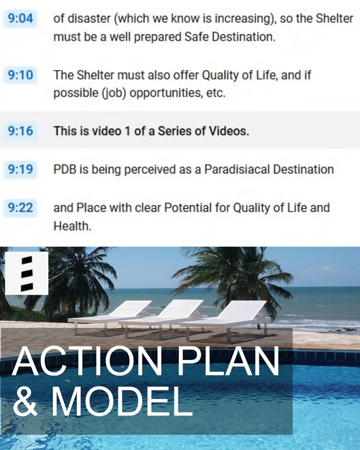 9:04 of disaster (which we know is increasing), so the Shelter
must be a well prepared Safe Destination.
9:10 The Shelter must also offer Quality of Life, and if
possible (job) opportunities, etc.
9:16 This is video 1 of a Series of Videos.
9:19 PDB is being perceived as a Paradisiacal Destination
9:22 and Place with clear Potential for Quality of Life and
Health.
ACTION PLAN
& MODEL